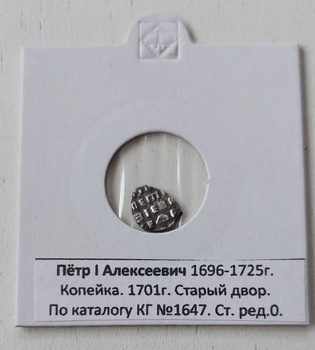 Пётр I Алексеевич 1696-1725г.
Копейка. 1701г. Старый двор.
По каталогу КГ №1647. Ст. ред.0.